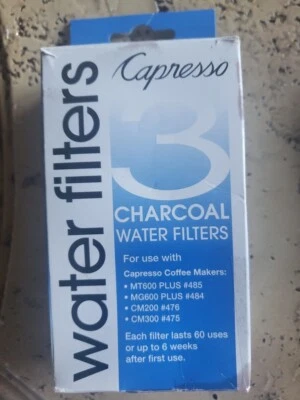 water filters
Capresso
3
CHARCOAL
WATER FILTERS
For use with
Capresso Coffee Makers:
• MT600 PLUS #485
• MG600 PLUS #484
• CM200 #476
• CM300 #475
Each filter lasts 60 uses
or up to 6 weeks
after first use.